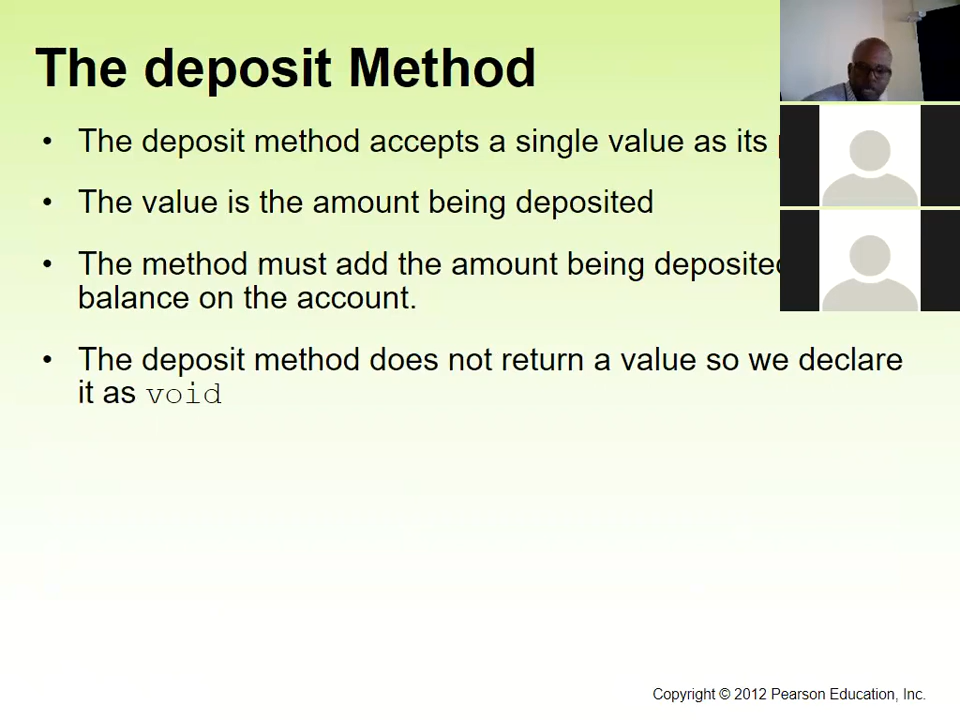 The deposit Method
• The deposit method accepts a single value as its
• The value is the amount being deposited
• The method must add the amount being deposited
balance on the account.
• The deposit method does not return a value so we declare
it as void
Copyright © 2012 Pearson Education, Inc.